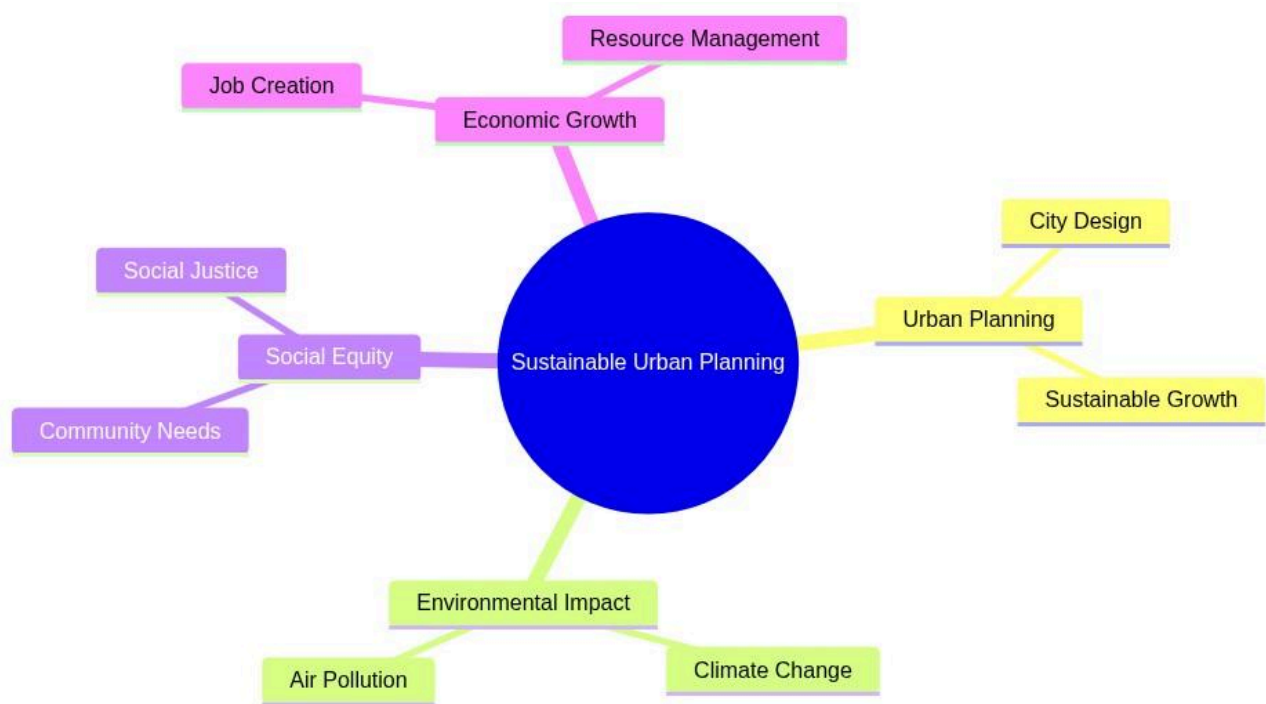 Resource Management
Job Creation
Economic Growth
City Design
Social Justice
Urban Planning
Social Equity
Sustainable Urban Planning
Sustainable Growth
Community Needs
Environmental Impact
Climate Change
Air Pollution